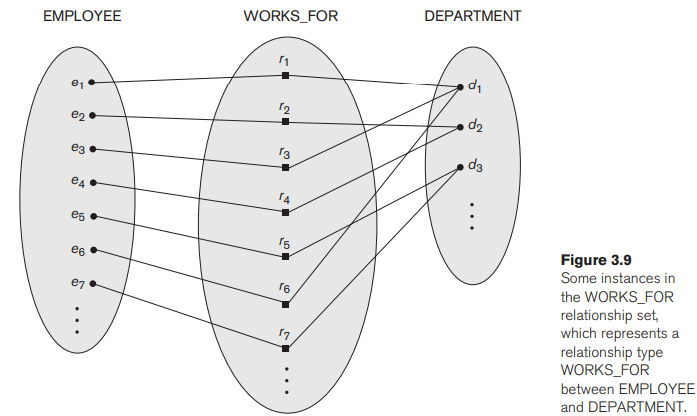 EMPLOYEE WORKS_FOR DEPARTMENT
e1
e2
e3
e4
e5
e6
e7
r1
r2
r3
r4
r5
r6
r7
d1
d2
d3
Figure 3.9
Some instances in
the WORKS_FOR
relationship set,
which represents a
relationship type
WORKS_FOR
between EMPLOYEE
and DEPARTMENT.